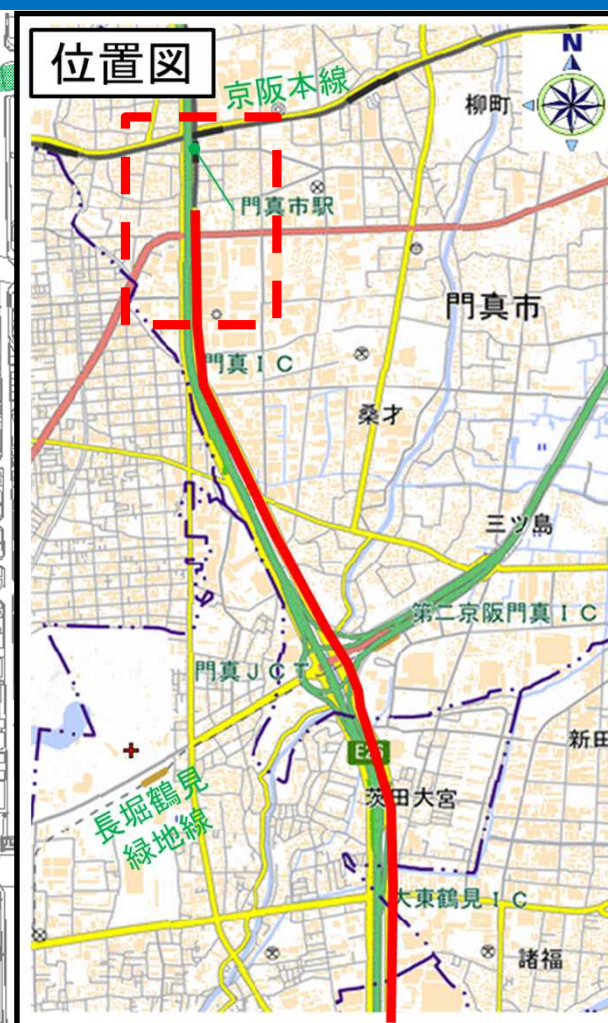 位置図
N
京阪本線
柳町
門真市駅
門真市
門真ＩＣ
桑才
三ツ島
第二京阪門真ＩＣ
門真ＪＣＴ
新田
E26
茨田大宮
長堀鶴見
緑地線
大東鶴見ＩＣ
諸福